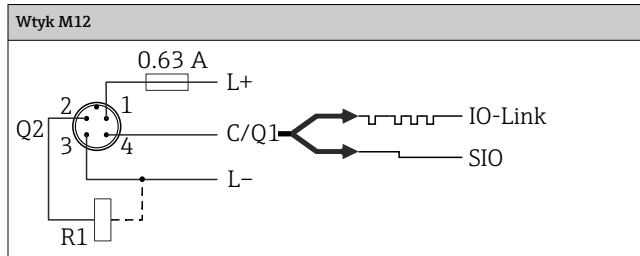 Wtyk M12
0.63 A
L+
2 1
Q2
3 4
C/Q1
IO-Link
SIO
L–
R1